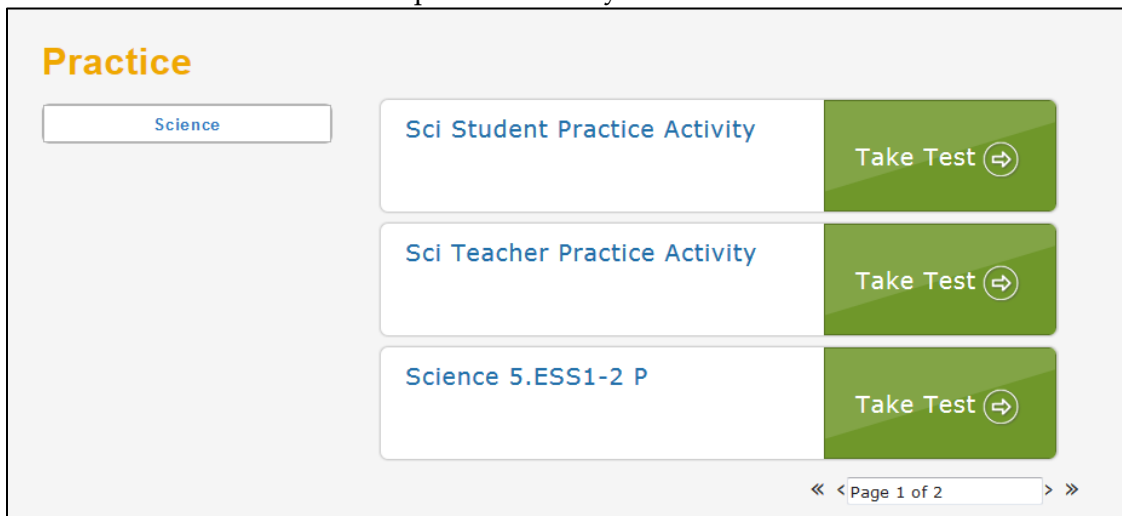 Practice
Science
Sci Student Practice Activity
Take Test
Sci Teacher Practice Activity
Take Test
Science 5.ESS1-2 P
Take Test
« < Page 1 of 2 > »